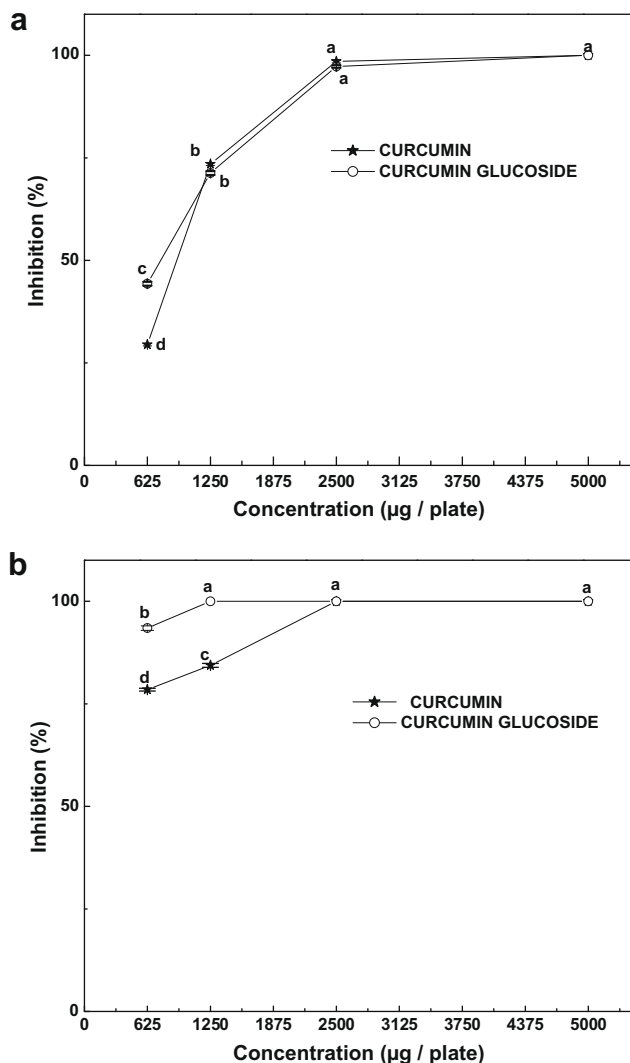 a
a
a
a
100
b
b
CURCUMIN
CURCUMIN GLUCOSIDE
Inhibition (%)
50
c
d
0
0 625 1250 1875 2500 3125 3750 4375 5000
Concentration (µg / plate)
b
a
a
a
100
b
c
d
CURCUMIN
CURCUMIN GLUCOSIDE
Inhibition (%)
50
0
0 625 1250 1875 2500 3125 3750 4375 5000
Concentration (µg / plate)